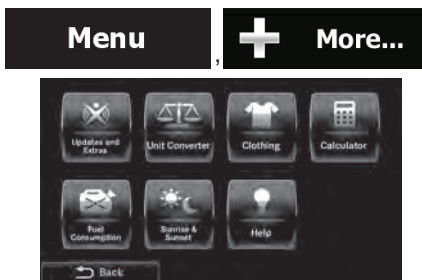 Menu
,
More...
Updates and
Extras
Unit Converter
Clothing
Calculator
Fuel
Consumption
Sunrise &
Sunset
Help
Back